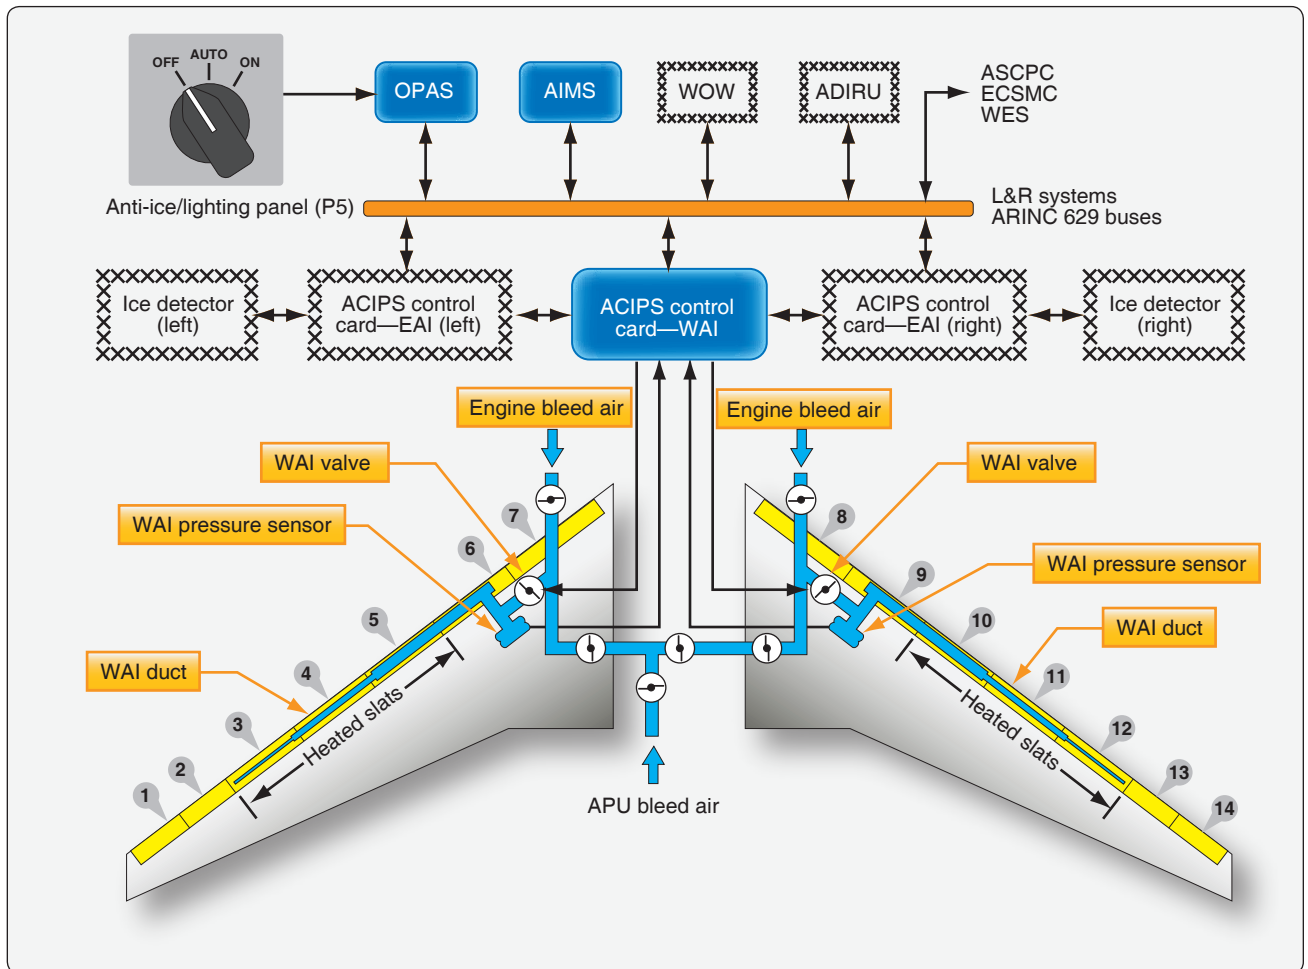 OFF
AUTO
ON
OPAS
AIMS
WOW
ADIRU
ASCPC
ECSMC
WES
Anti-ice/lighting panel (P5)
L&R systems
ARINC 629 buses
Ice detector
(left)
ACIPS control
card—EAI (left)
ACIPS control
card—WAI
ACIPS control
card—EAI (right)
Ice detector
(right)
Engine bleed air
Engine bleed air
WAI valve
WAI valve
WAI pressure sensor
WAI pressure sensor
7
8
6
9
5
10
WAI duct
WAI duct
4
11
3
12
2
13
1
14
Heated slats
Heated slats
APU bleed air